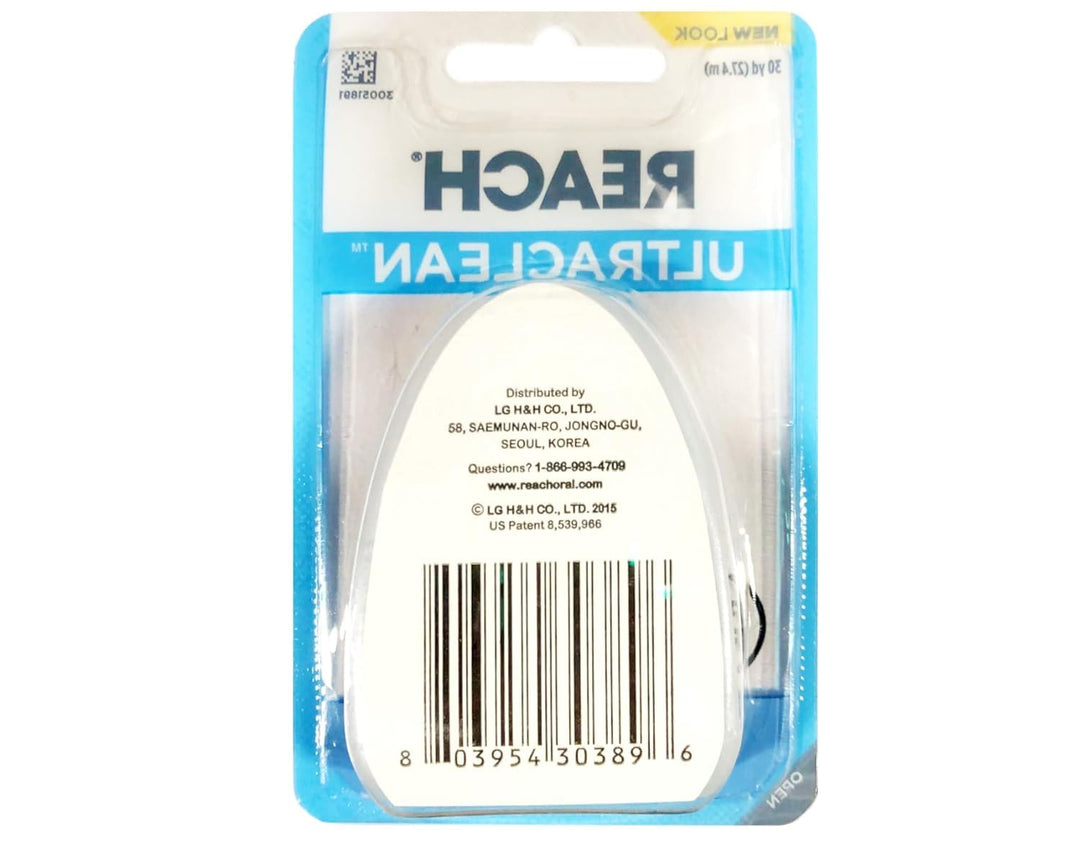 NEW LOOK
30 yd (27.4 m)
30051891
REACH®
ULTRACLEAN™
Distributed by
LG H&H CO., LTD.
58, SAEMUNAN-RO, JONGNO-GU,
SEOUL, KOREA
Questions? 1-866-993-4709
www.reachoral.com
© LG H&H CO., LTD. 2015
US Patent 8,539,966
8 03954 30389 6
OPEN